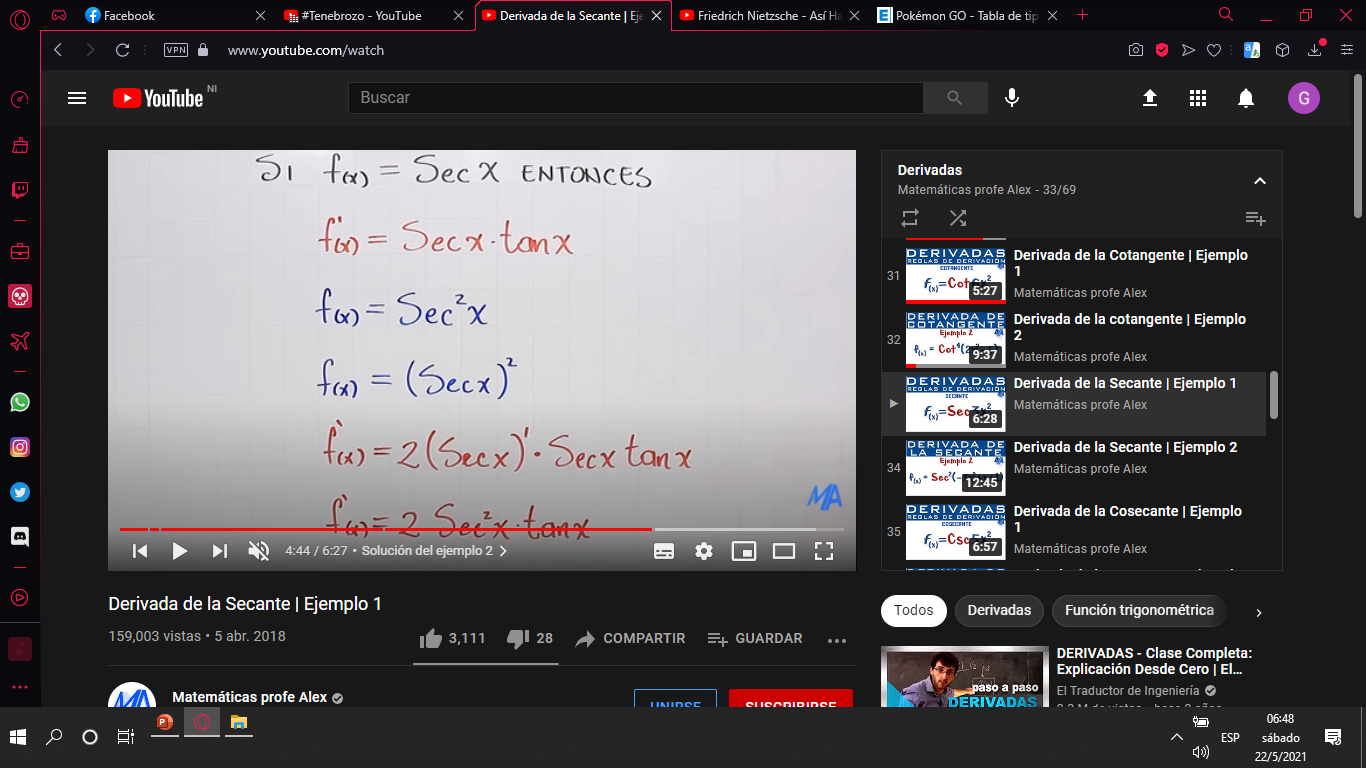 Facebook
#Tenebrozo - YouTube
Derivada de la Secante | Eje
Friedrich Nietzsche - Así Ha
Pokémon GO - Tabla de tip
VPN
www.youtube.com/watch
YouTube NI
Buscar
G
SI f(x) = Sec x ENTONCES
f'(x) = Sec x · tan x
f(x) = Sec²x
f(x) = (Sec x)²
f'(x) = 2(Sec x)¹ · Sec x tan x
f'(x) = 2 Sec²x · tan x
MA
4:44 / 6:27 • Solución del ejemplo 2
Derivadas
Matemáticas profe Alex - 33/69
31
DERIVADAS
REGLAS DE DERIVACIÓN
COTANGENTE
5:27
Derivada de la Cotangente | Ejemplo
1
Matemáticas profe Alex
32
DERIVADA DE
COTANGENTE
Ejemplo 2
9:37
Derivada de la cotangente | Ejemplo
2
Matemáticas profe Alex
DERIVADAS
REGLAS DE DERIVACIÓN
SECANTE
6:28
Derivada de la Secante | Ejemplo 1
Matemáticas profe Alex
34
DERIVADA DE
LA SECANTE
Ejemplo 2
12:45
Derivada de la Secante | Ejemplo 2
Matemáticas profe Alex
35
DERIVADAS
REGLAS DE DERIVACIÓN
COSECANTE
6:57
Derivada de la Cosecante | Ejemplo
1
Matemáticas profe Alex
Derivada de la Secante | Ejemplo 1
159,003 vistas • 5 abr. 2018
3,111
28
COMPARTIR
GUARDAR
Todos
Derivadas
Función trigonométrica
MA
Matemáticas profe Alex
UNIRSE
SUSCRIBIRSE
paso a paso
DERIVADAS
DERIVADAS - Clase Completa:
Explicación Desde Cero | El...
El Traductor de Ingeniería
ESP
06:48
sábado
22/5/2021